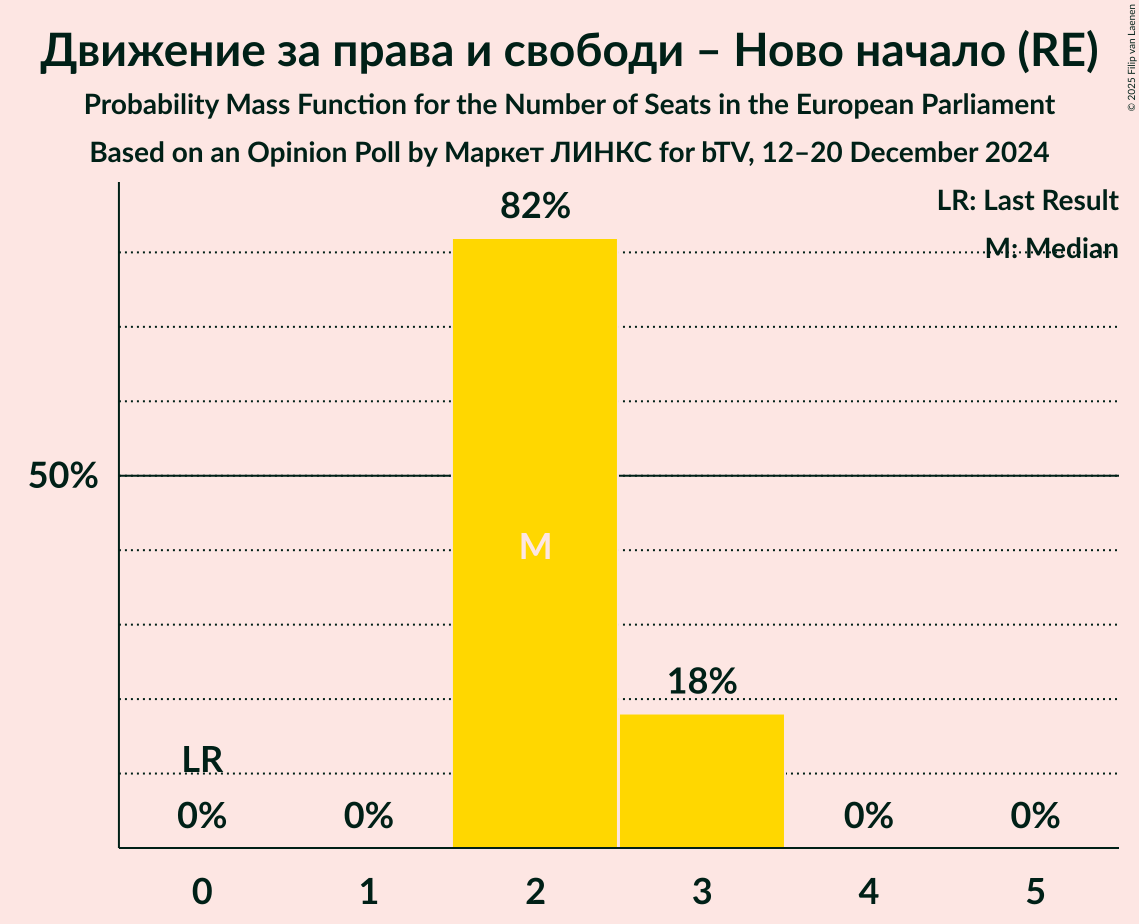 Движение за права и свободи – Ново начало (RE)
Probability Mass Function for the Number of Seats in the European Parliament
Based on an Opinion Poll by Маркет ЛИНКС for bTV, 12–20 December 2024
© 2025 Filip van Laenen
LR: Last Result
M: Median
82%
50%
M
18%
LR
0%
0%
0%
0%
0
1
2
3
4
5